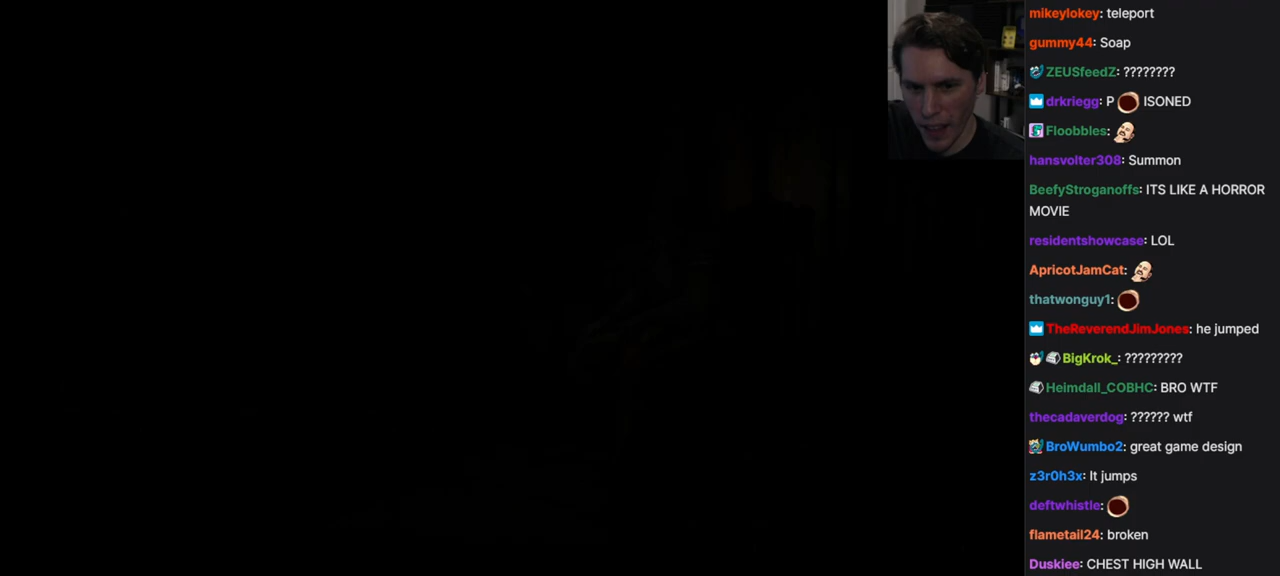 mikeylokey: teleport
gummy44: Soap
ZEUSfeedZ: ????????
drkriegg: P ISONED
Floobbles:
hansvolter308: Summon
BeefyStroganoffs: ITS LIKE A HORROR
MOVIE
residentshowcase: LOL
ApricotJamCat:
thatwonguy1:
TheReverendJimJones: he jumped
BigKrok_: ?????????
Heimdall_COBHC: BRO WTF
thecadaverdog: ?????? wtf
BroWumbo2: great game design
z3r0h3x: It jumps
deftwhistle:
flametail24: broken
Duskiee: CHEST HIGH WALL